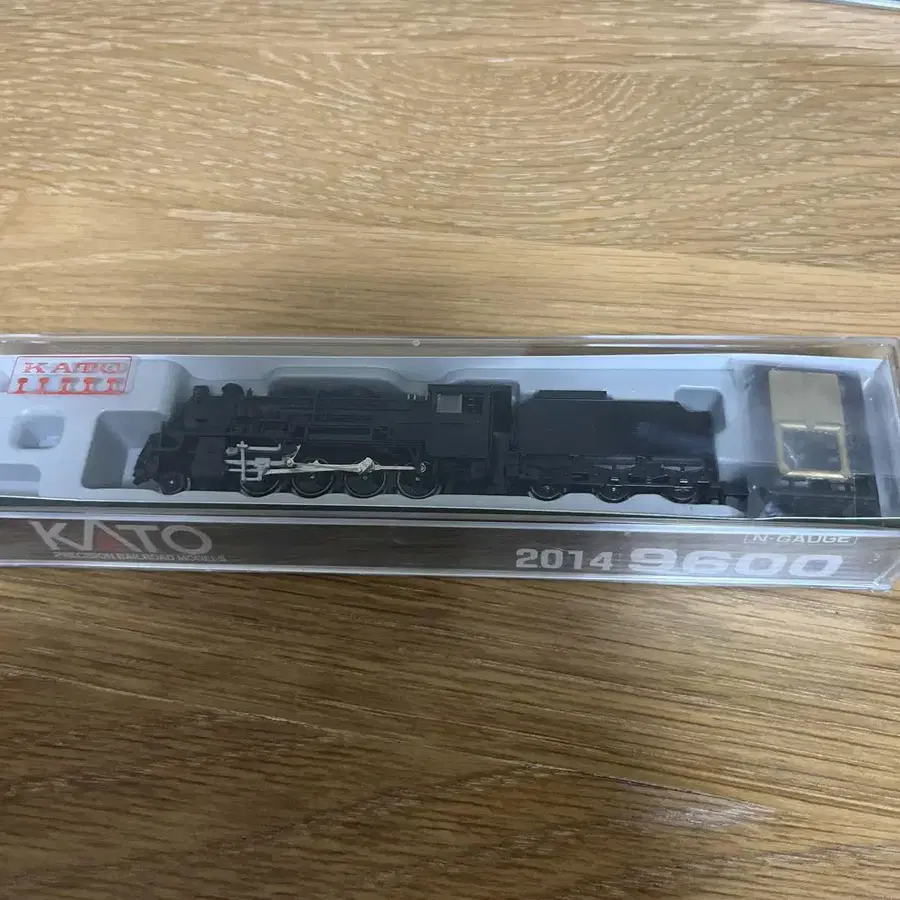 KATO
KATO
PRECISION RAILROAD MODELS
[N-GAUGE]
2014 9600